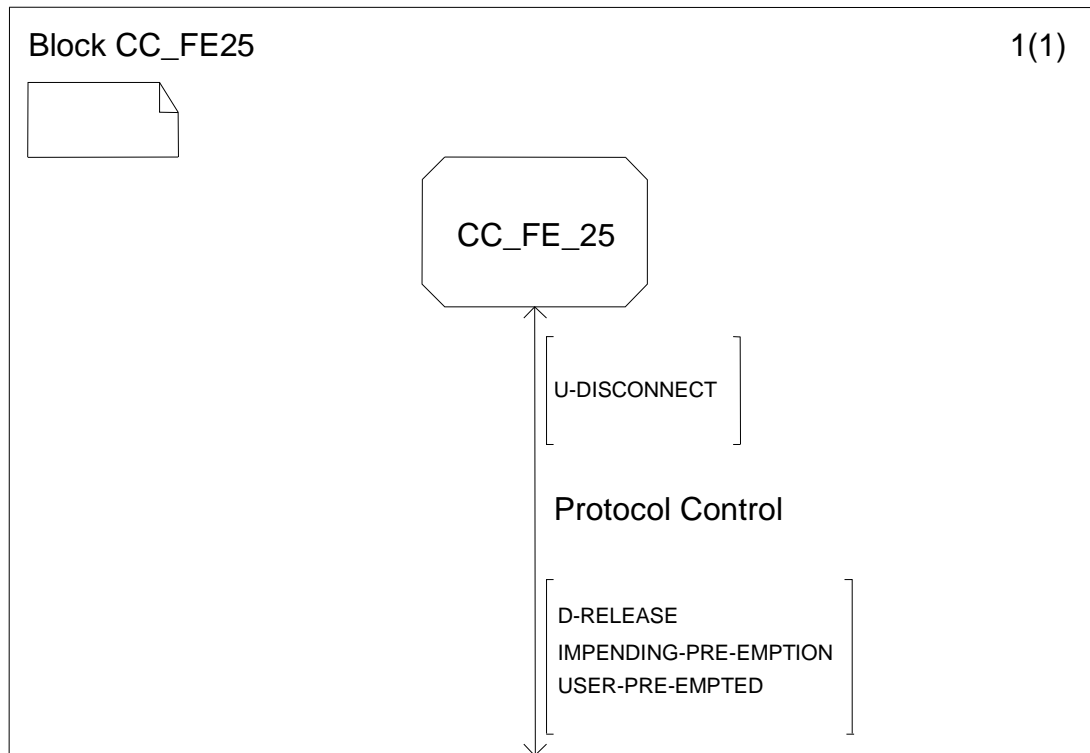 Block CC_FE25
1(1)
CC_FE_25
U-DISCONNECT
Protocol Control
D-RELEASE
IMPENDING-PRE-EMPTION
USER-PRE-EMPTED